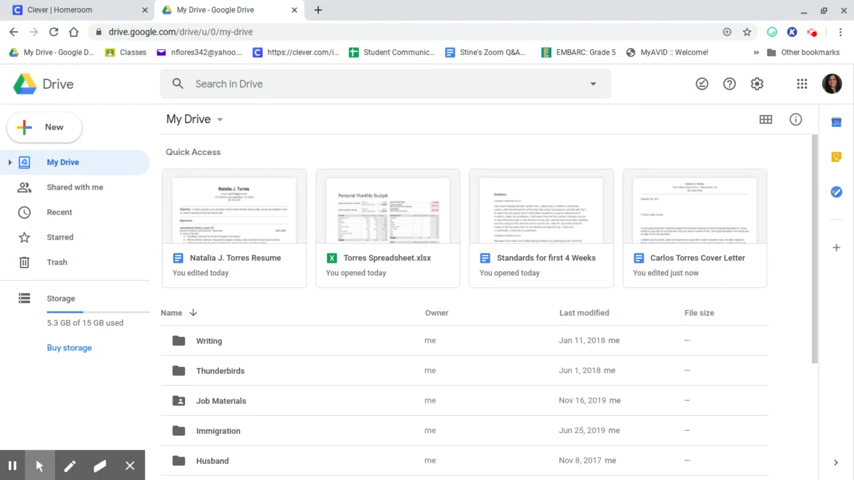 Clever | Homeroom
My Drive - Google Drive
drive.google.com/drive/u/0/my-drive
My Drive - Google D...
Classes
nflores342@yahoo...
https://clever.com/i...
Student Communic...
Stine's Zoom Q&A...
EMBARC: Grade 5
MyAVID :: Welcome!
»
Other bookmarks
Drive
Search in Drive
New
My Drive
Quick Access
My Drive
Shared with me
Recent
Starred
Trash
Storage
5.3 GB of 15 GB used
Buy storage
Natalia J. Torres
Personal Monthly Budget
Natalia J. Torres Resume
You edited today
Torres Spreadsheet.xlsx
You opened today
Standards for first 4 Weeks
You opened today
Carlos Torres Cover Letter
You edited just now
Name Owner Last modified File size
Writing me Jan 11, 2018 me –
Thunderbirds me Jun 1, 2018 me –
Job Materials me Nov 16, 2019 me –
Immigration me Jun 25, 2019 me –
Husband me Nov 8, 2017 me –